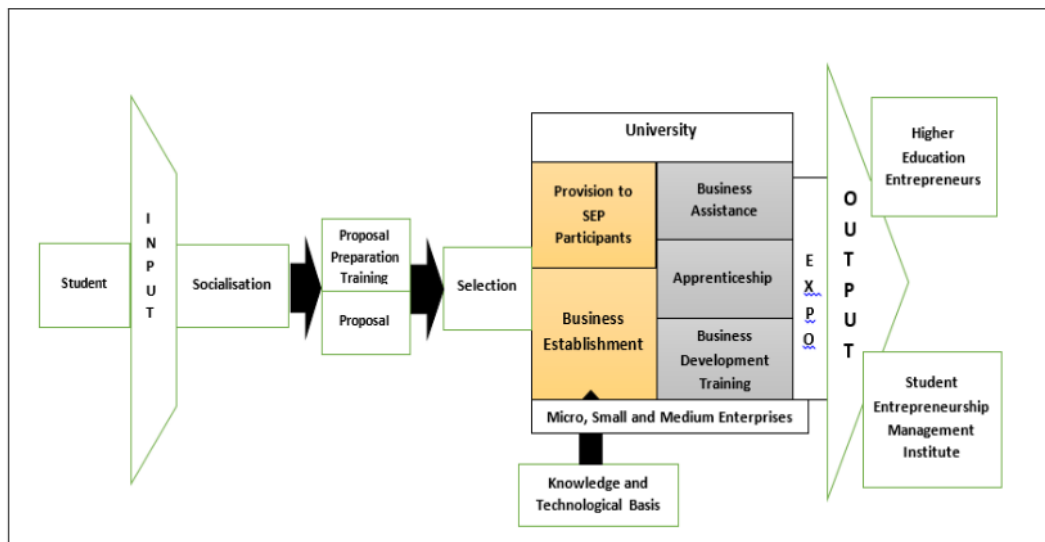 Student
I
N
P
U
T
Socialisation
Proposal
Preparation
Training
Proposal
Selection
University
Provision to
SEP
Participants
Business
Establishment
Business
Assistance
Apprenticeship
Business
Development
Training
Micro, Small and Medium Enterprises
Knowledge and
Technological Basis
E
X
P
O
O
U
T
P
U
T
Higher
Education
Entrepreneurs
Student
Entrepreneurship
Management
Institute